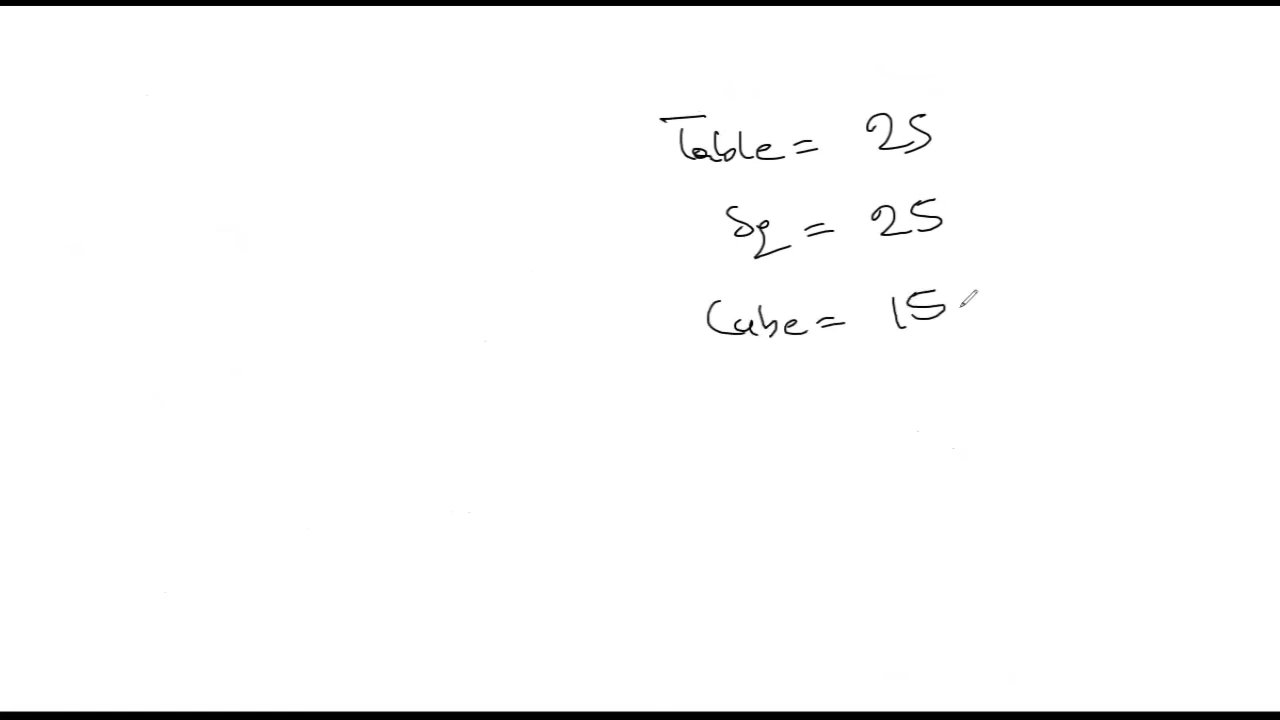 Table = 25
Sq = 25
Cube = 15